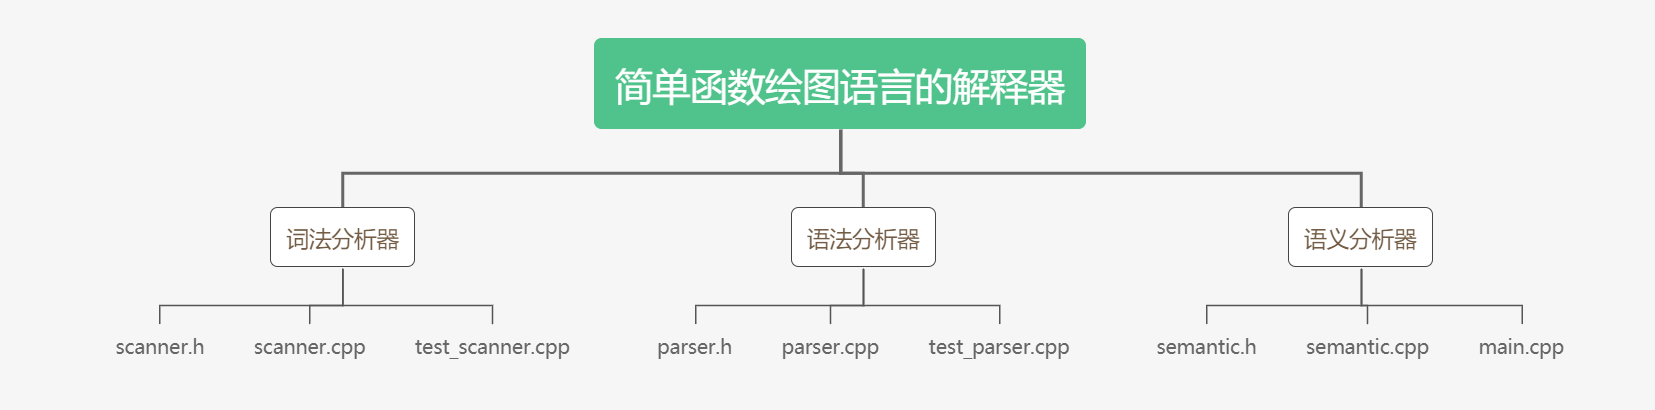 简单函数绘图语言的解释器
词法分析器
语法分析器
语义分析器
scanner.h
scanner.cpp
test_scanner.cpp
parser.h
parser.cpp
test_parser.cpp
semantic.h
semantic.cpp
main.cpp